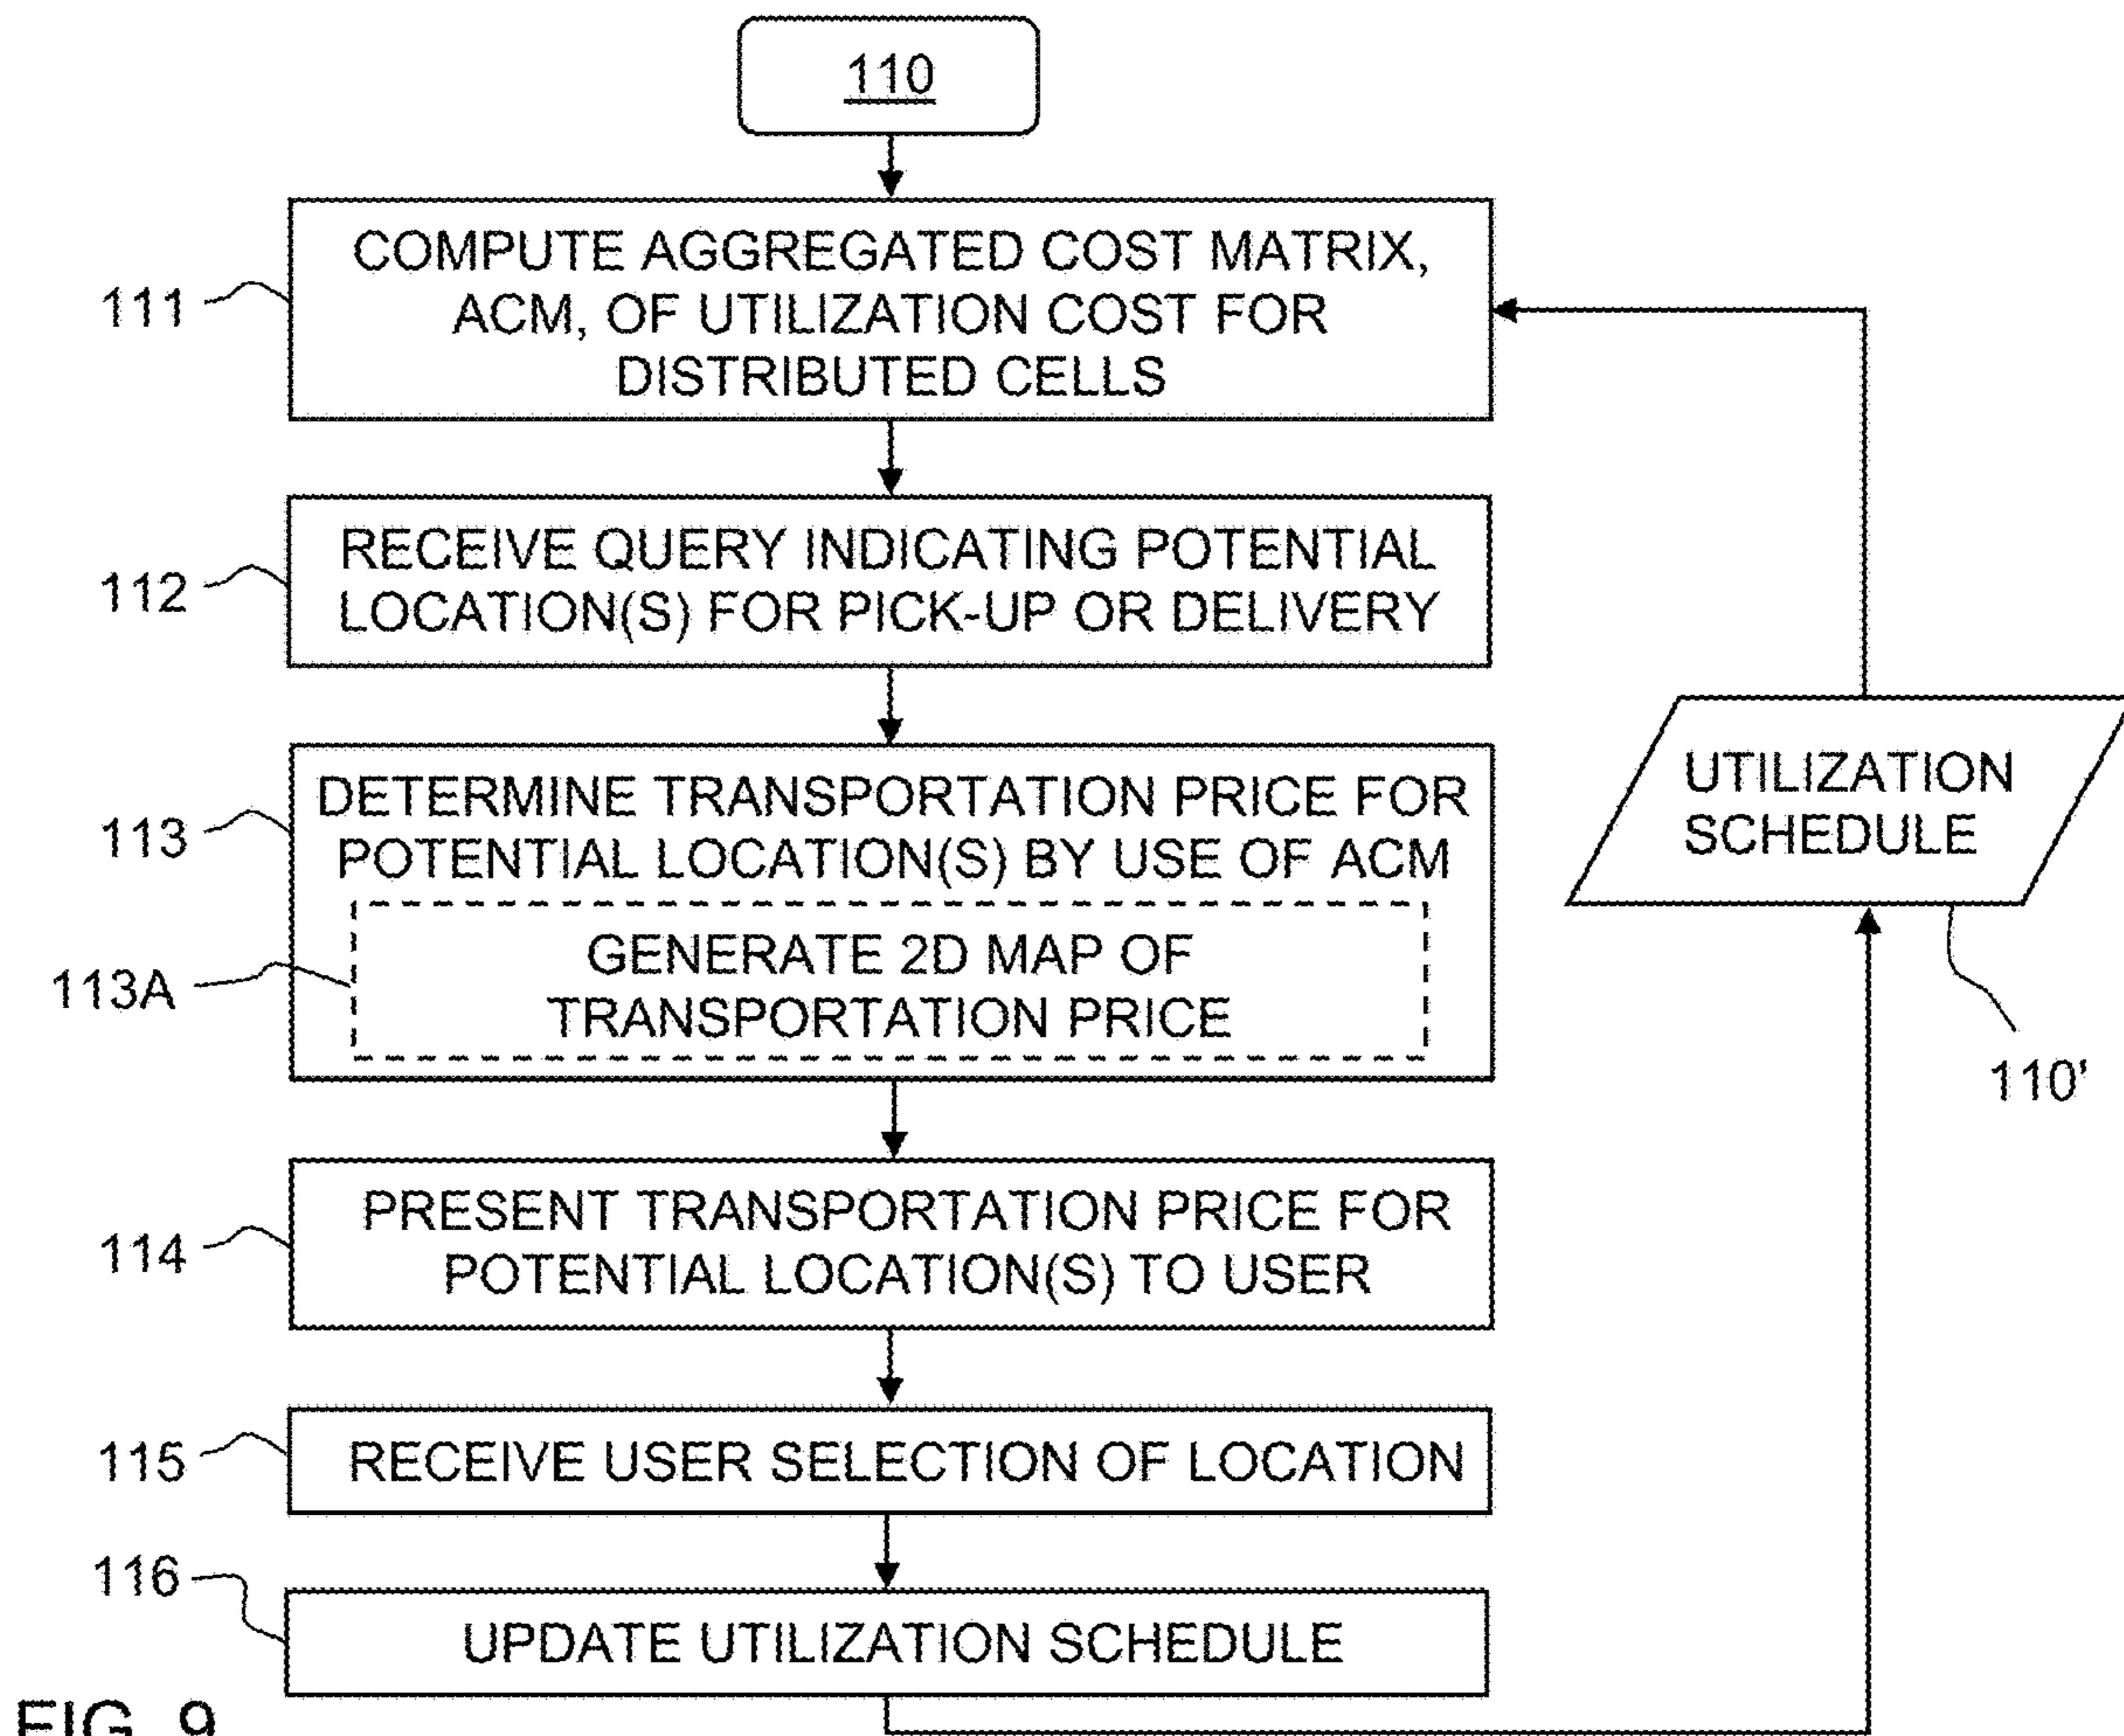 110
111
COMPUTE AGGREGATED COST MATRIX,
ACM, OF UTILIZATION COST FOR
DISTRIBUTED CELLS
112
RECEIVE QUERY INDICATING POTENTIAL
LOCATION(S) FOR PICK-UP OR DELIVERY
113
DETERMINE TRANSPORTATION PRICE FOR
POTENTIAL LOCATION(S) BY USE OF ACM
113A
GENERATE 2D MAP OF
TRANSPORTATION PRICE
UTILIZATION
SCHEDULE
110'
114
PRESENT TRANSPORTATION PRICE FOR
POTENTIAL LOCATION(S) TO USER
115
RECEIVE USER SELECTION OF LOCATION
116
UPDATE UTILIZATION SCHEDULE
FIG. 9